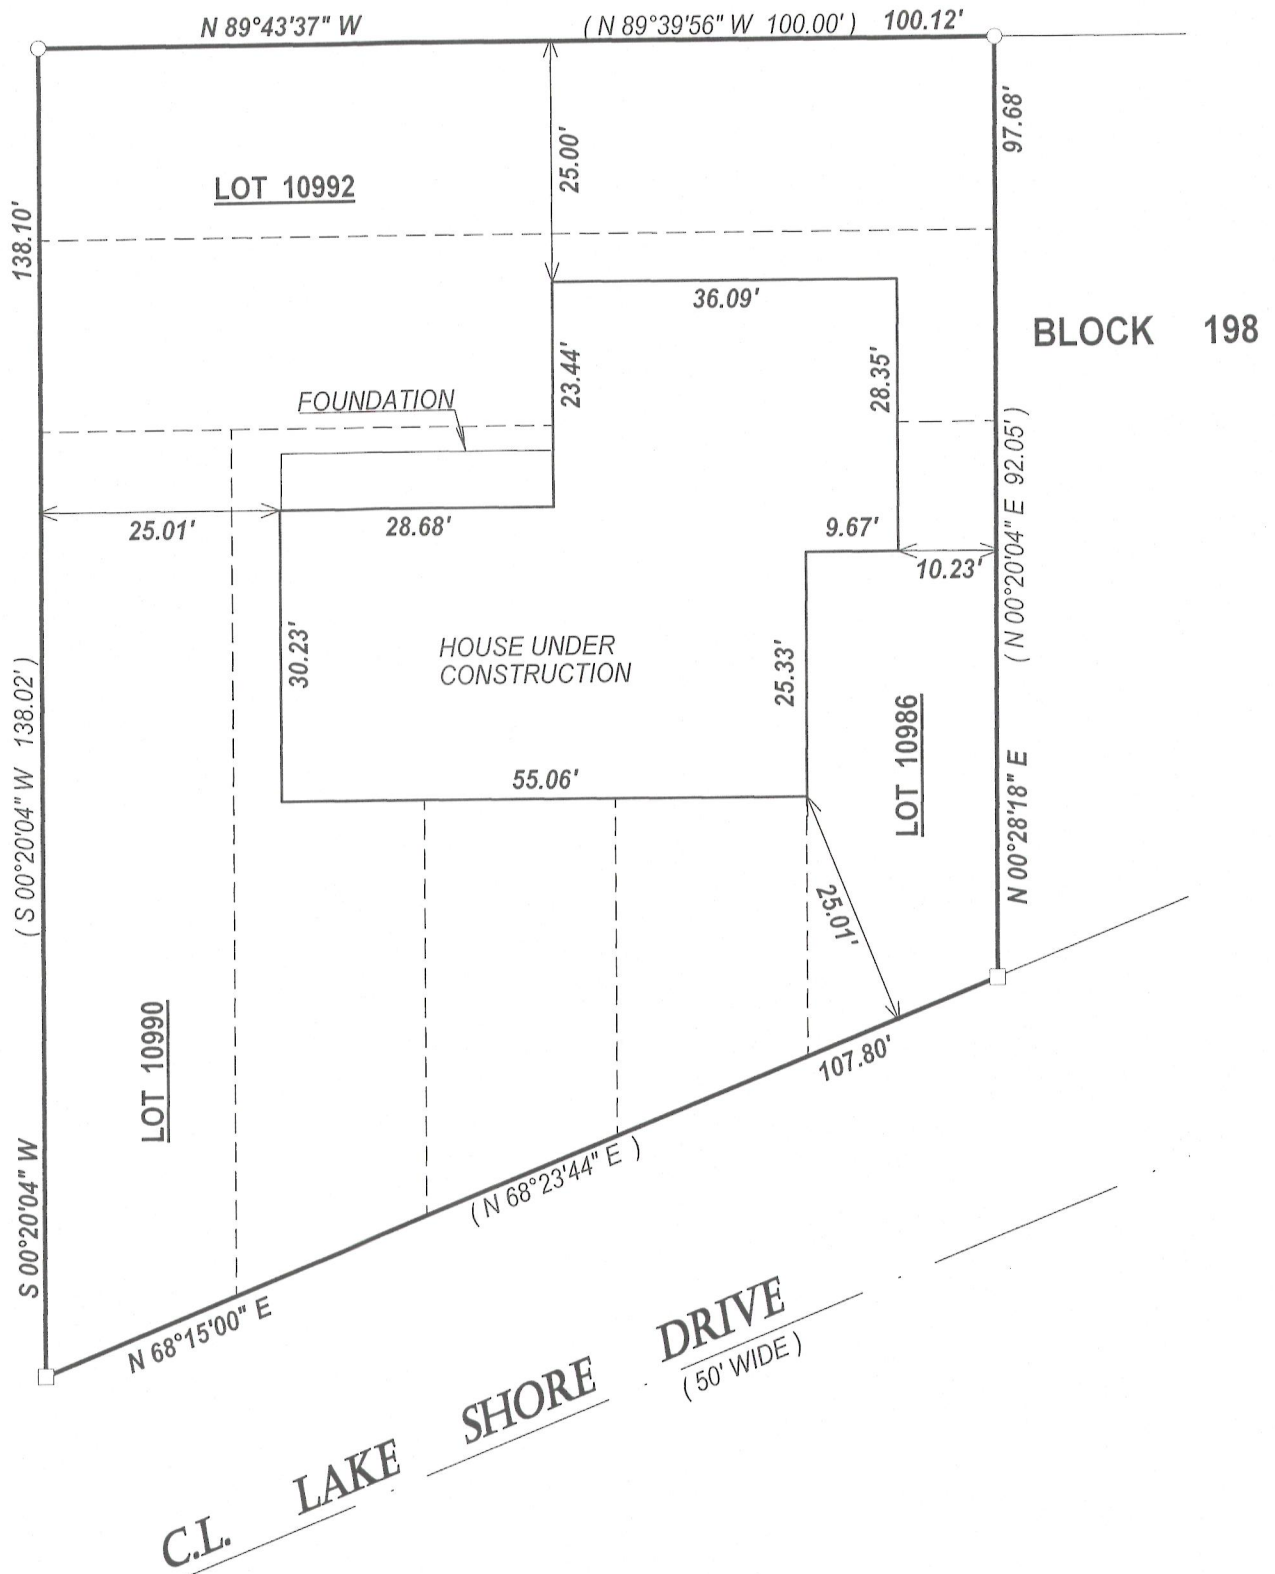 N 89°43'37" W
( N 89°39'56" W 100.00' ) 100.12'
97.68'
25.00'
LOT 10992
138.10'
36.09'
BLOCK 198
23.44'
28.35'
FOUNDATION
( N 00°20'04" E 92.05' )
25.01'
28.68'
9.67'
10.23'
HOUSE UNDER
CONSTRUCTION
30.23'
25.33'
( S 00°20'04" W 138.02' )
LOT 10986
55.06'
N 00°28'18" E
25.01'
LOT 10990
107.80'
S 00°20'04" W
( N 68°23'44" E )
N 68°15'00" E
C.L. LAKE SHORE DRIVE
( 50' WIDE )